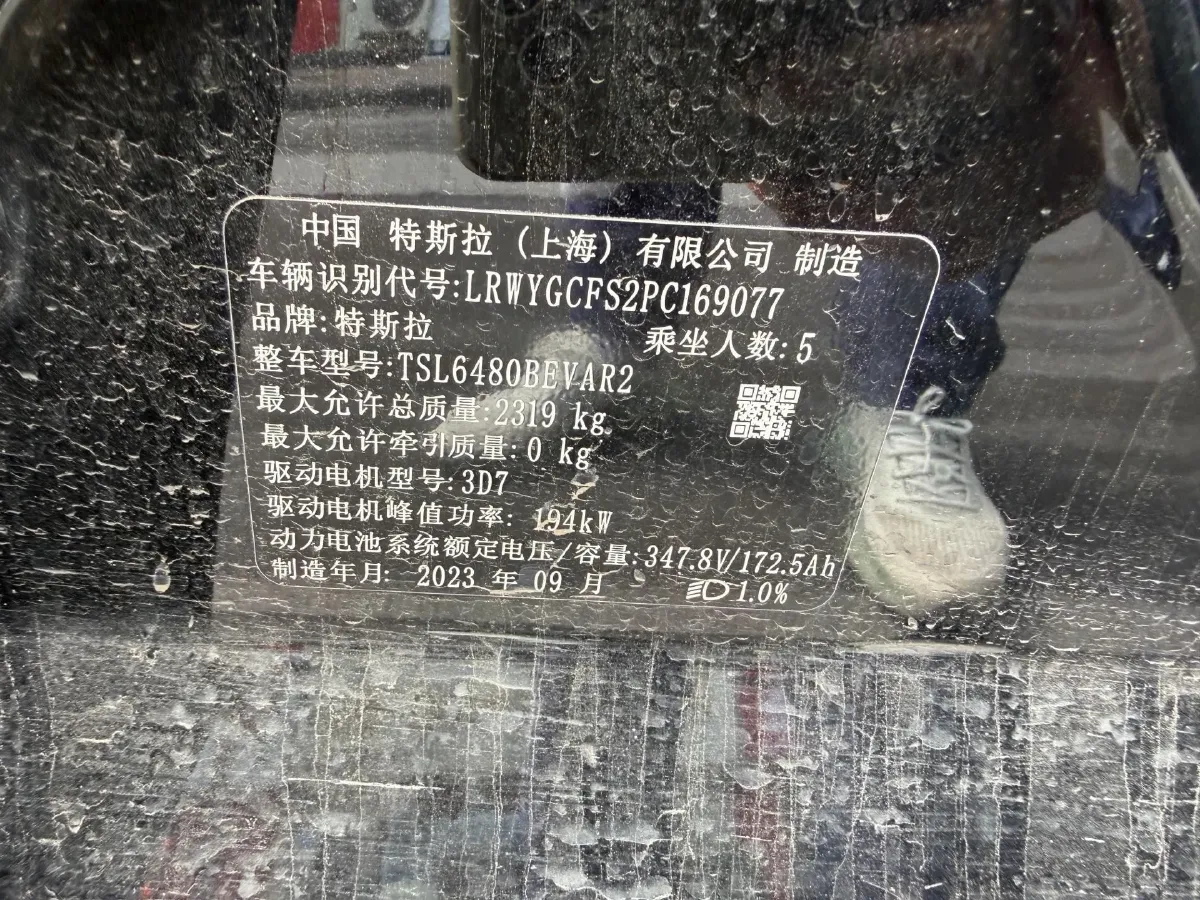 中国 特斯拉（上海）有限公司 制造
车辆识别代号:LRWYGCFS2PC169077
品牌:特斯拉 乘坐人数:5
整车型号:TSL6480BEVAR2
最大允许总质量:2319 kg
最大允许牵引质量:0 kg
驱动电机型号:3D7
驱动电机峰值功率: 194kW
动力电池系统额定电压/容量:347.8V/172.5Ah
制造年月: 2023 年 09 月 1.0%